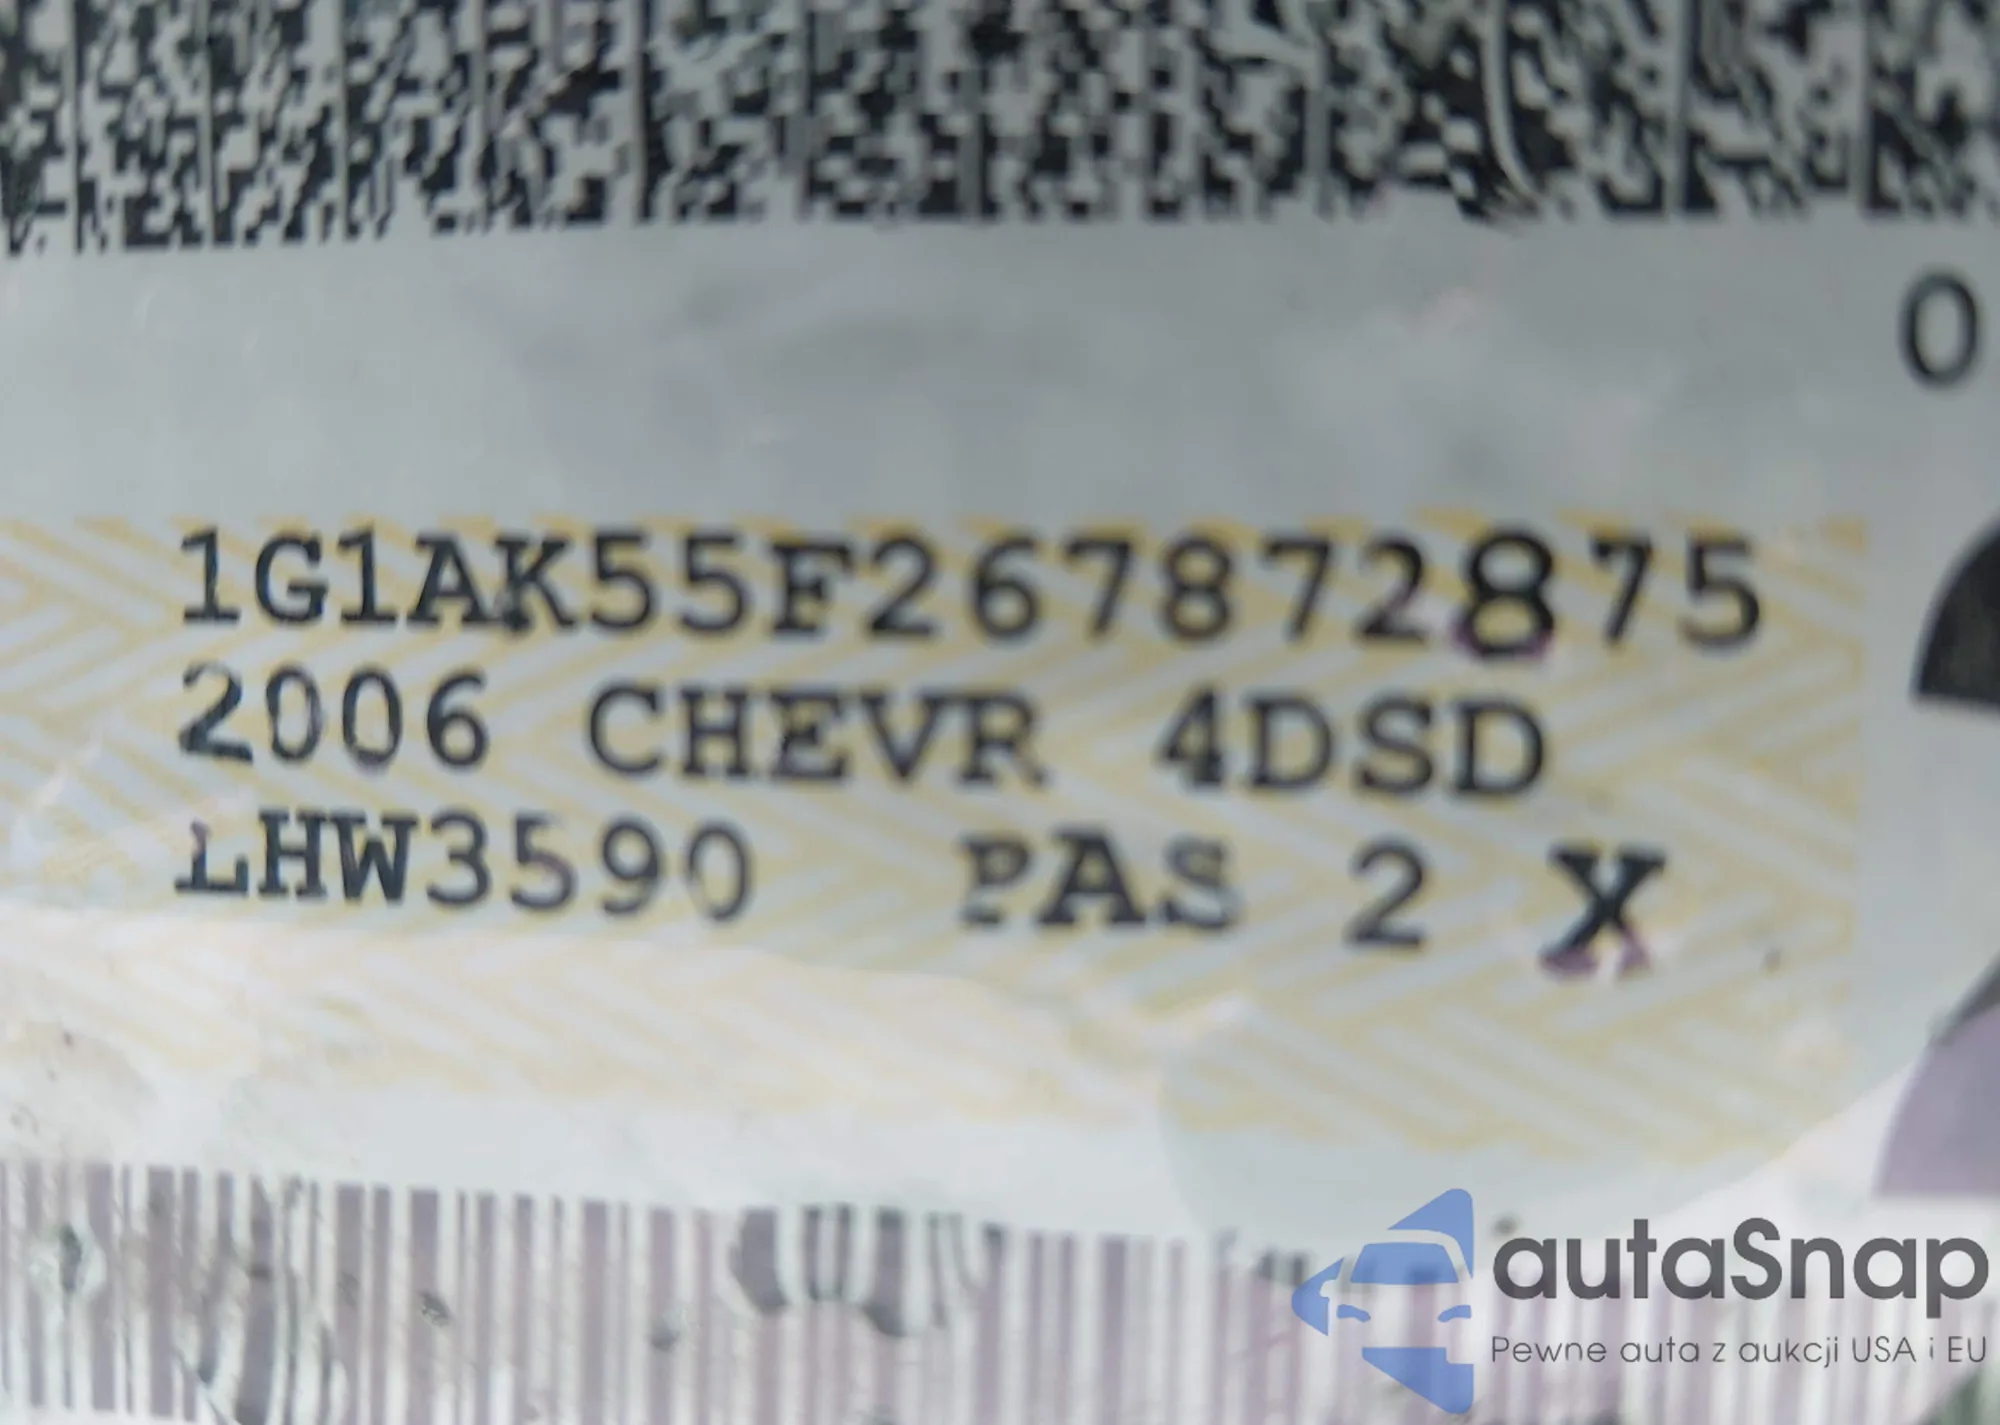 0
1G1AK55F267872875
2006 CHEVR 4DSD
LHW3590 PAS 2 X
autaSnap
Pewne auta z aukcji USA i EU